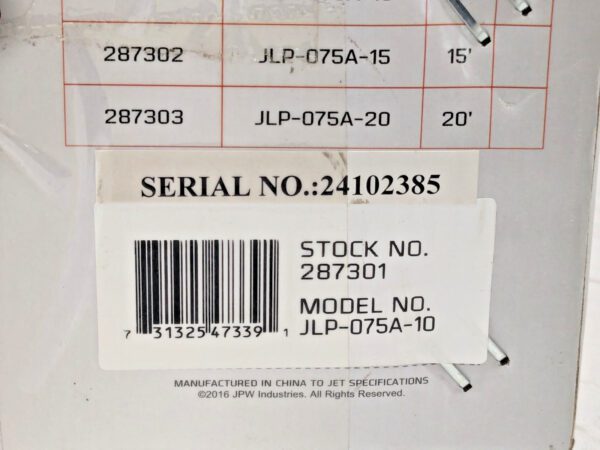 287302 JLP-075A-15 15'
287303 JLP-075A-20 20'
SERIAL NO.:24102385
STOCK NO.
287301
MODEL NO.
JLP-075A-10
7 31325 47339 1
MANUFACTURED IN CHINA TO JET SPECIFICATIONS
©2016 JPW Industries. All Rights Reserved.